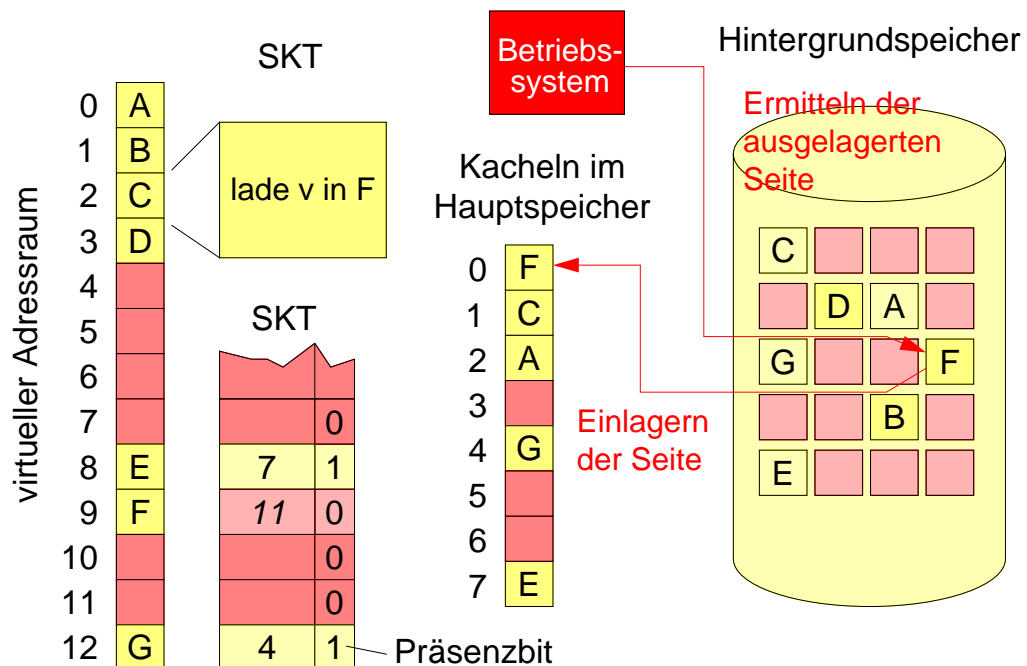 SKT
Betriebs-
system
Hintergrundspeicher
virtueller Adressraum
0 A
1 B
2 C
3 D
4
5
6
7
8 E
9 F
10
11
12 G
lade v in F
SKT
0
7 1
11 0
0
0
4 1
Präsenzbit
Kacheln im
Hauptspeicher
0 F
1 C
2 A
3
4 G
5
6
7 E
Einlagern
der Seite
Ermitteln der
ausgelagerten
Seite
C
D A
G F
B
E